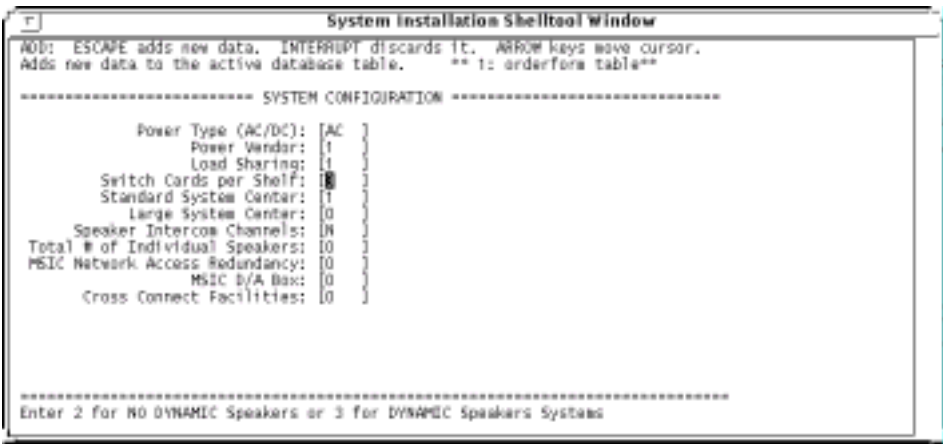 System Installation Shelltool Window
ADD: ESCAPE adds new data. INTERRUPT discards it. ARROW keys move cursor.
Adds new data to the active database table. ** 1: orderform table**
========================== SYSTEM CONFIGURATION ==============================
Power Type (AC/DC): [AC ]
Power Vendor: [1 ]
Load Sharing: [1 ]
Switch Cards per Shelf: [3 ]
Standard System Center: [1 ]
Large System Center: [0 ]
Speaker Intercom Channels: [N ]
Total # of Individual Speakers: [0 ]
MSIC Network Access Redundancy: [0 ]
MSIC D/A Box: [0 ]
Cross Connect Facilities: [0 ]
================================================================================
Enter 2 for NO DYNAMIC Speakers or 3 for DYNAMIC Speakers Systems